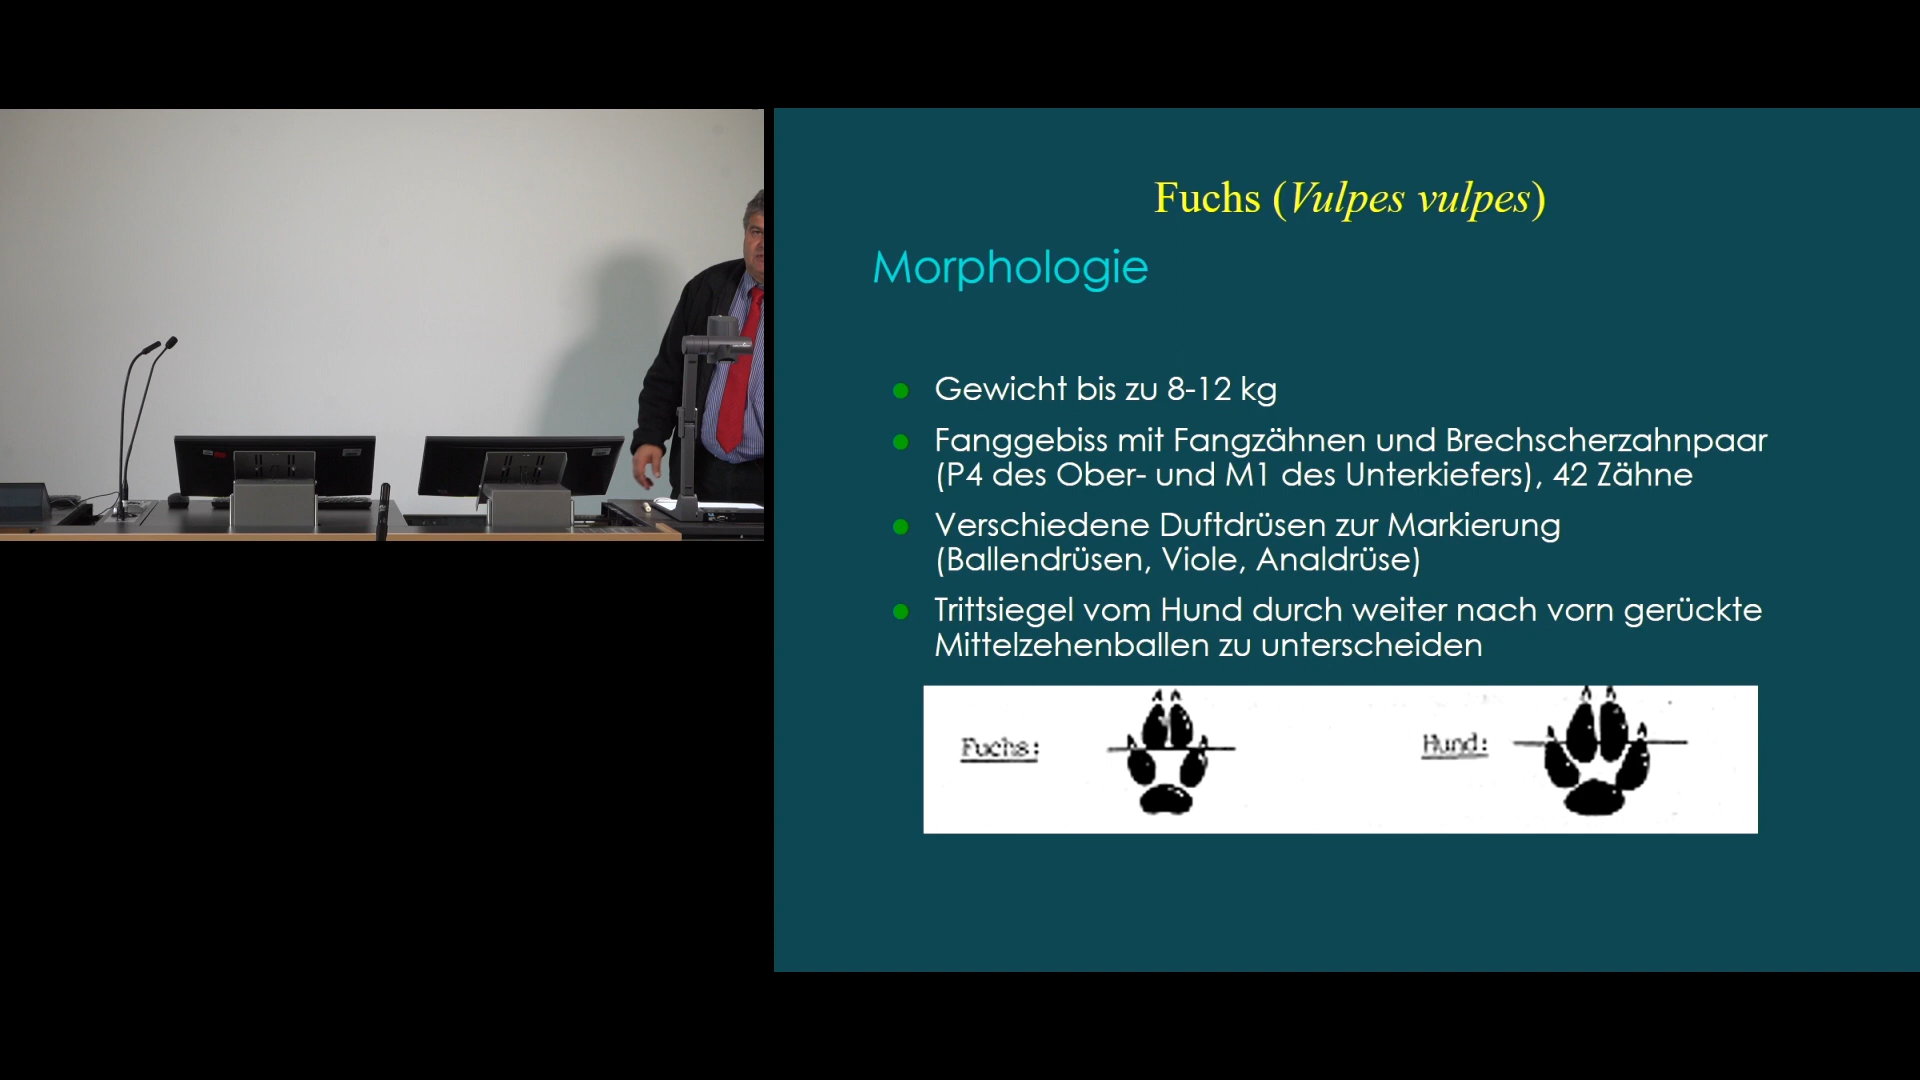 Fuchs (Vulpes vulpes)
Morphologie
Gewicht bis zu 8-12 kg
Fanggebiss mit Fangzähnen und Brechscherzahnpaar
(P4 des Ober- und M1 des Unterkiefers), 42 Zähne
Verschiedene Duftdrüsen zur Markierung
(Ballendrüsen, Viole, Analdrüse)
Trittsiegel vom Hund durch weiter nach vorn gerückte
Mittelzehenballen zu unterscheiden
Fuchs:
Hund: